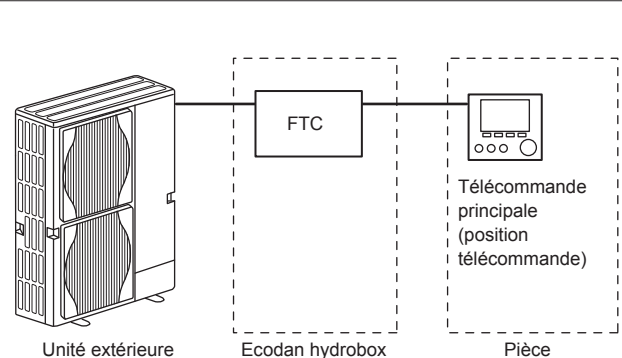 FTC
Télécommande
principale
(position
télécommande)
Unité extérieure
Ecodan hydrobox
Pièce